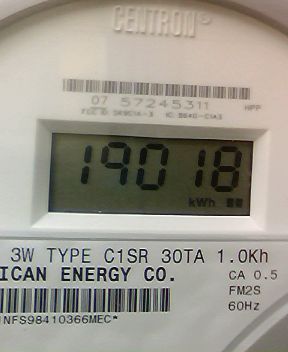 CENTRON
07 57245311 HPP
19018
kWh
3W TYPE C1SR 30TA 1.0Kh
ICAN ENERGY CO. CA 0.5
FM2S
60Hz
NFS98410366MEC*